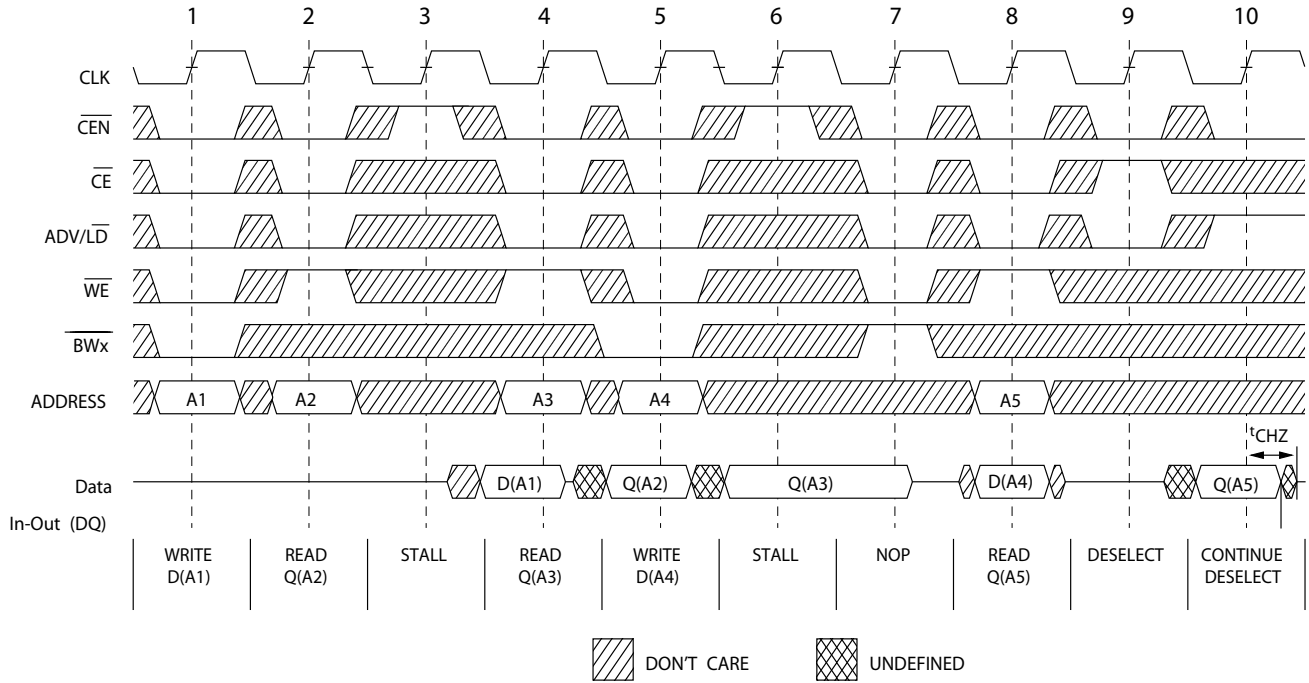 1 2 3 4 5 6 7 8 9 10
CLK
CEN
CE
ADV/LD
WE
BWx
ADDRESS A1 A2 A3 A4 A5
tCHZ
Data D(A1) Q(A2) Q(A3) D(A4) Q(A5)
In-Out (DQ)
WRITE READ STALL READ WRITE STALL NOP READ DESELECT CONTINUE
D(A1) Q(A2) Q(A3) D(A4) Q(A5) DESELECT
DON'T CARE UNDEFINED